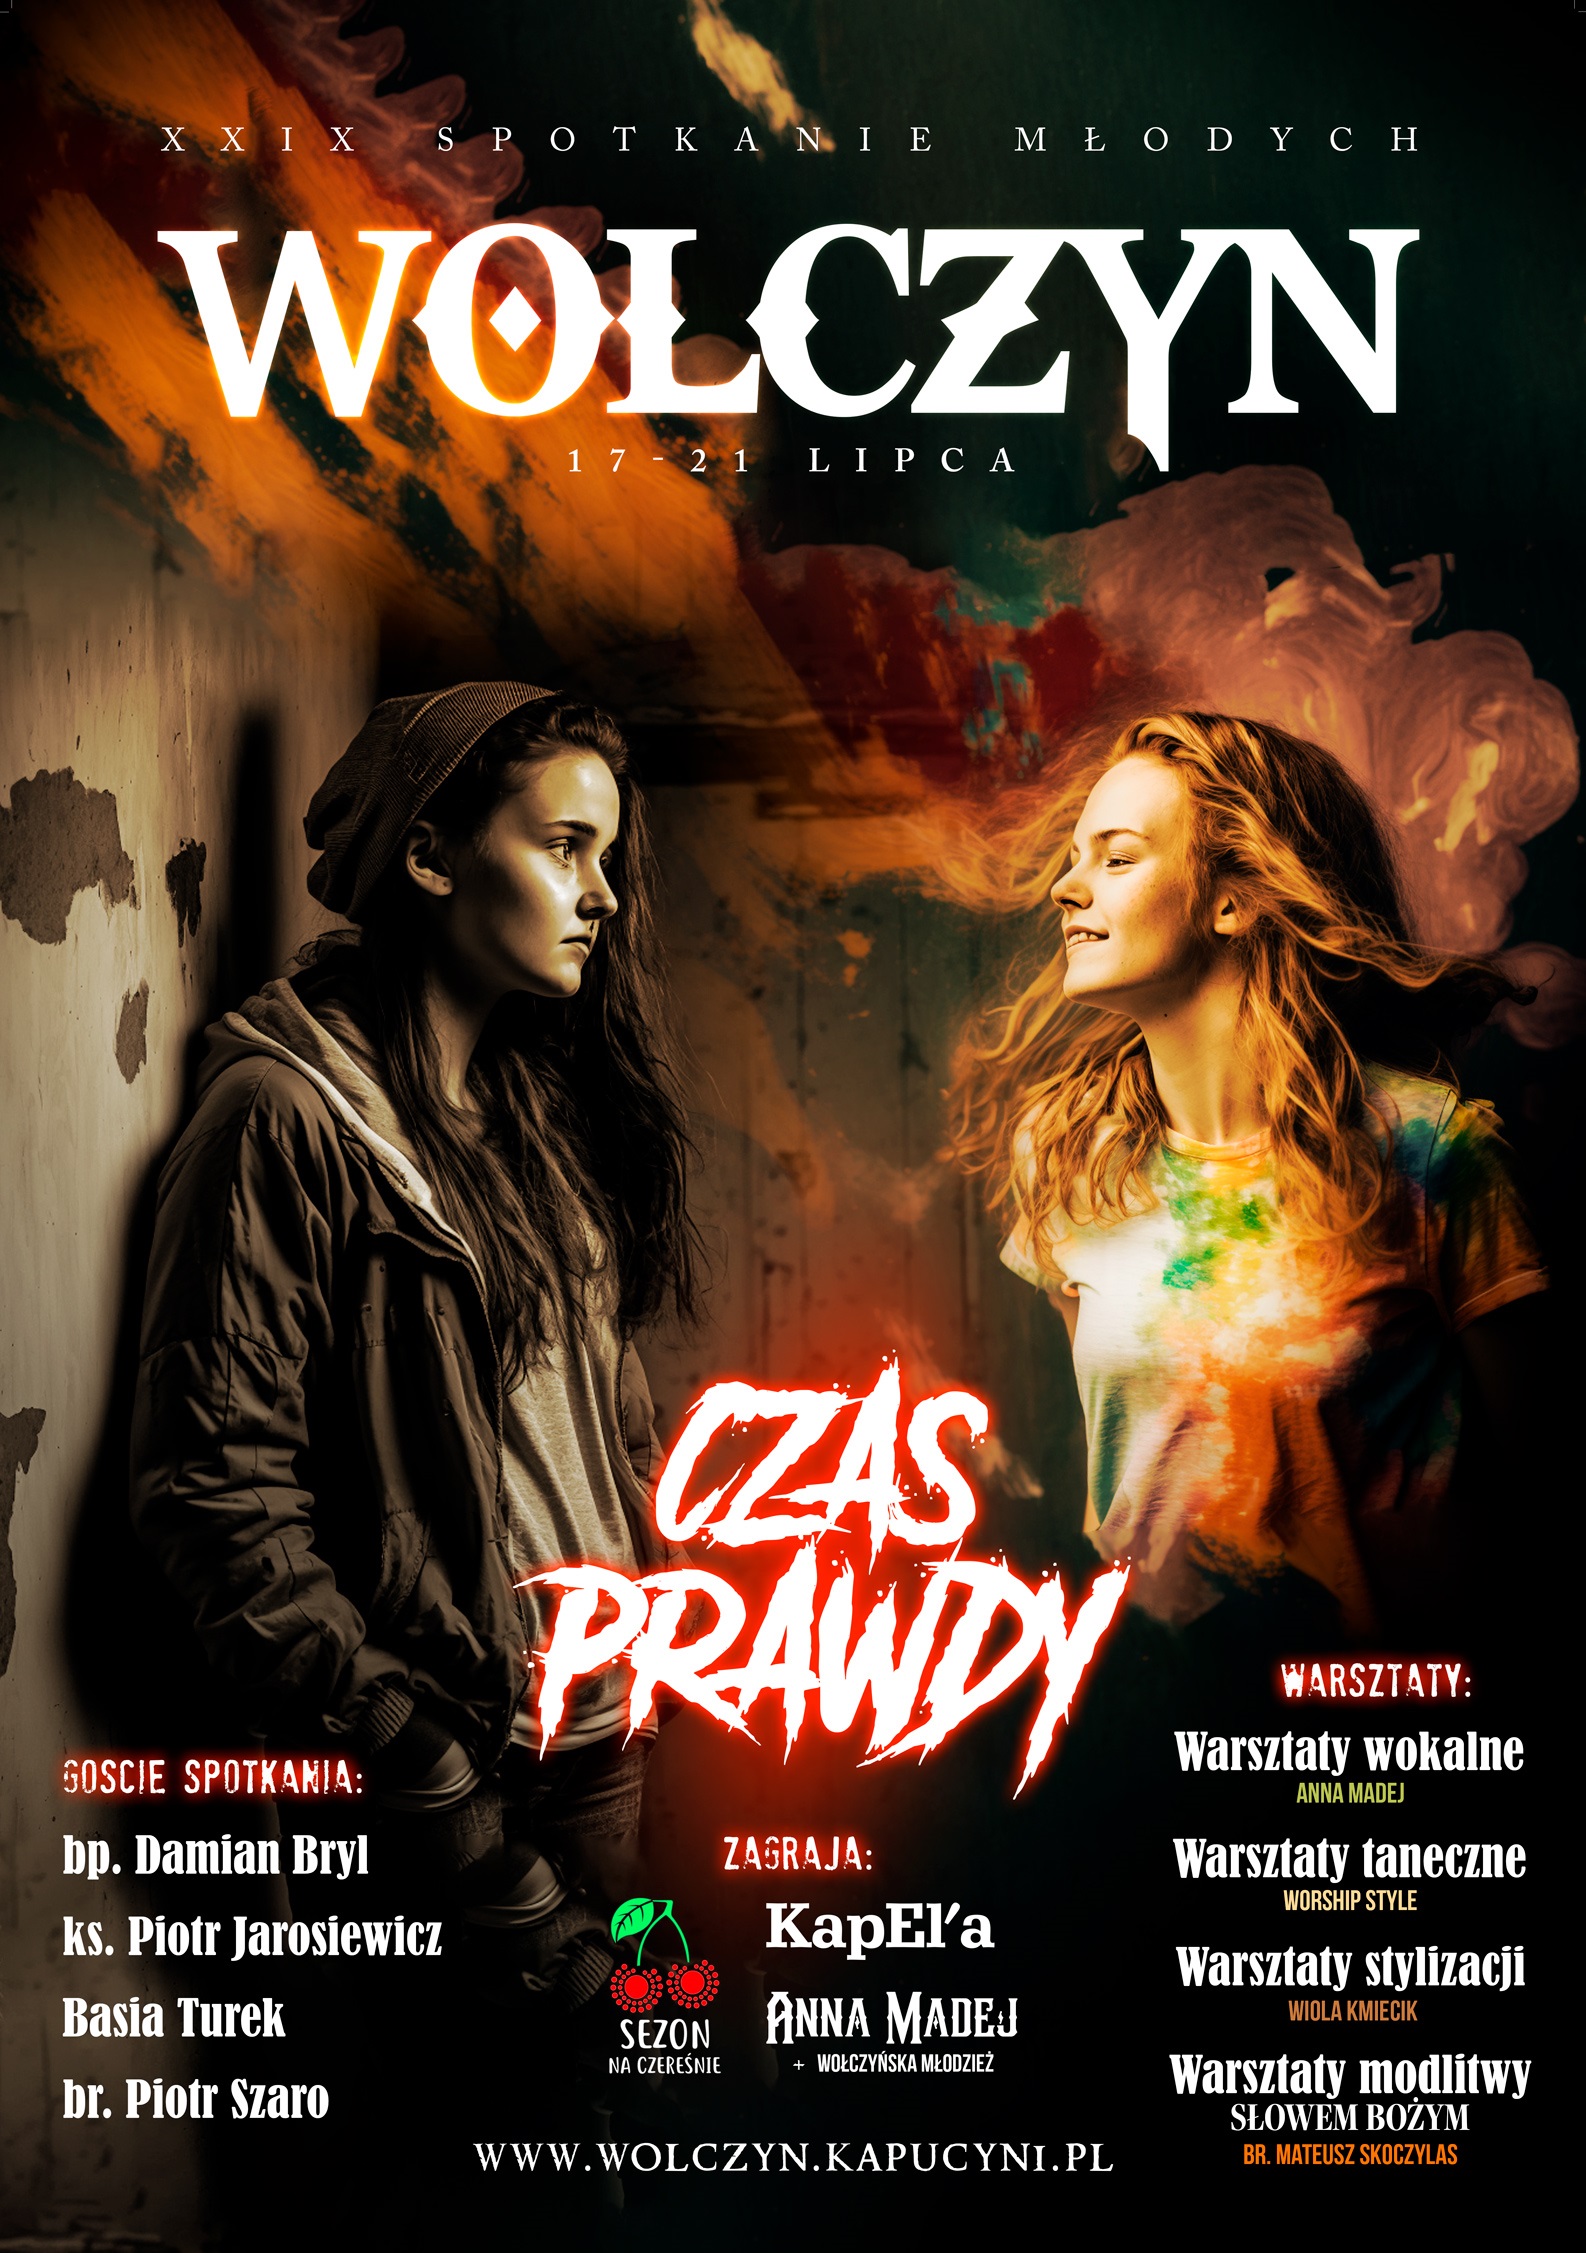 XXIX SPOTKANIE MŁODYCH
WOŁCZYN
17-21 LIPCA
CZAS
PRAWDY
GOSCIE SPOTKANIA:
bp. Damian Bryl
ks. Piotr Jarosiewicz
Basia Turek
br. Piotr Szaro
ZAGRAJA:
SEZON
NA CZEREŚNIE
KapEl'a
ANNA MADEJ
+ WOŁCZYŃSKA MŁODZIEŻ
WARSZTATY:
Warsztaty wokalne
ANNA MADEJ
Warsztaty taneczne
WORSHIP STYLE
Warsztaty stylizacji
WIOLA KMIECIK
Warsztaty modlitwy
SŁOWEM BOŻYM
BR. MATEUSZ SKOCZYLAS
WWW.WOLCZYN.KAPUCYNI.PL